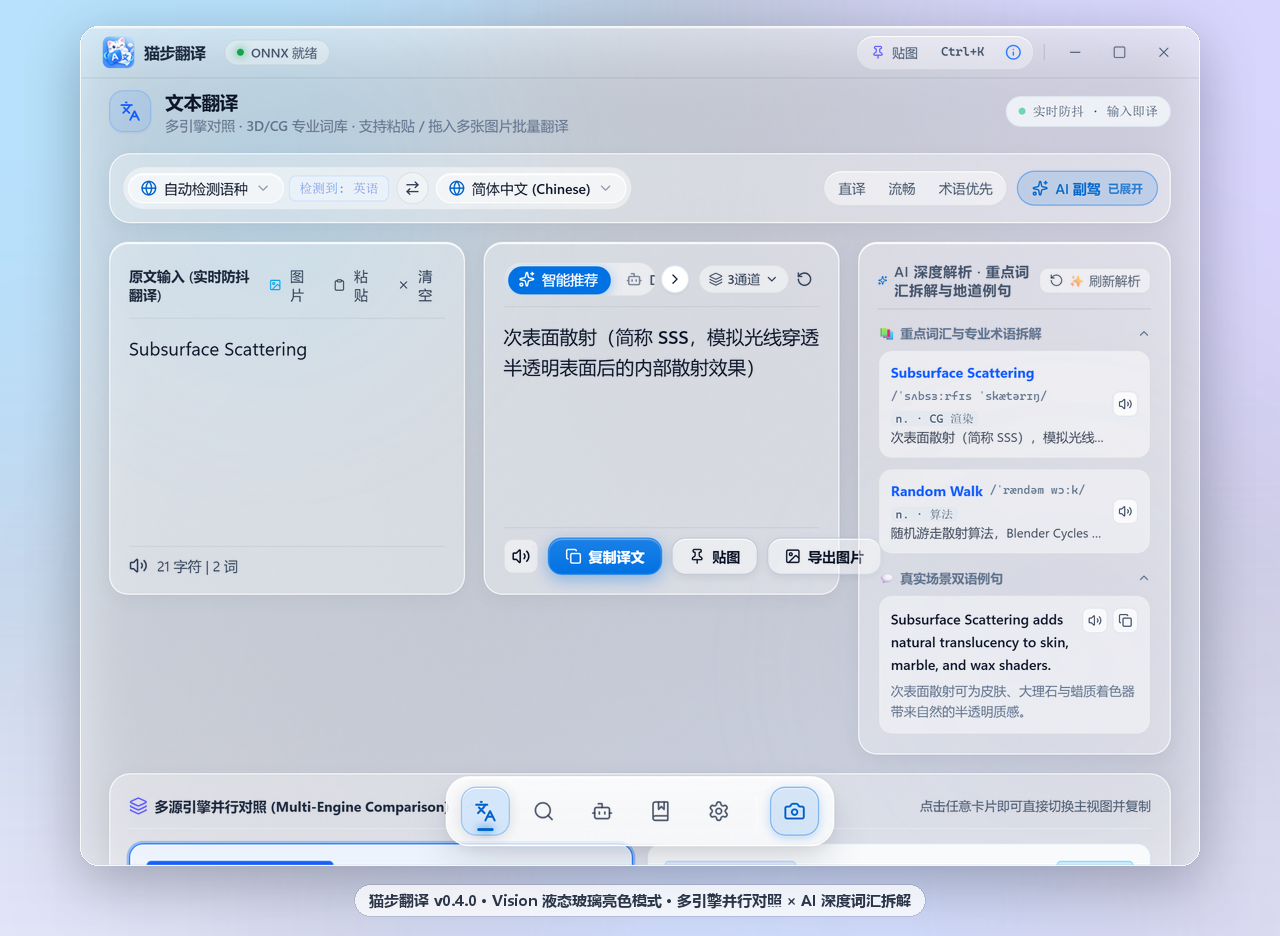 猫步翻译
ONNX 就绪
贴图
Ctrl+K
文本翻译
多引擎对照 · 3D/CG 专业词库 · 支持粘贴 / 拖入多张图片批量翻译
实时防抖 · 输入即译
自动检测语种
检测到: 英语
简体中文 (Chinese)
直译
流畅
术语优先
AI 副驾 已展开
原文输入 (实时防抖
翻译)
图
片
粘
贴
清
空
Subsurface Scattering
21 字符 | 2 词
智能推荐
3通道
次表面散射（简称 SSS，模拟光线穿透
半透明表面后的内部散射效果）
复制译文
贴图
导出图片
AI 深度解析 · 重点词
汇拆解与地道例句
刷新解析
重点词汇与专业术语拆解
Subsurface Scattering
/ˈsʌbsɜːrfɪs ˈskætərɪŋ/
n. · CG 渲染
次表面散射（简称 SSS），模拟光线...
Random Walk /ˈrændəm wɔːk/
n. · 算法
随机游走散射算法，Blender Cycles ...
真实场景双语例句
Subsurface Scattering adds
natural translucency to skin,
marble, and wax shaders.
次表面散射可为皮肤、大理石与蜡质着色器
带来自然的半透明质感。
多源引擎并行对照 (Multi-Engine Comparison)
点击任意卡片即可直接切换主视图并复制
猫步翻译 v0.4.0 • Vision 液态玻璃亮色模式 • 多引擎并行对照 × AI 深度词汇拆解